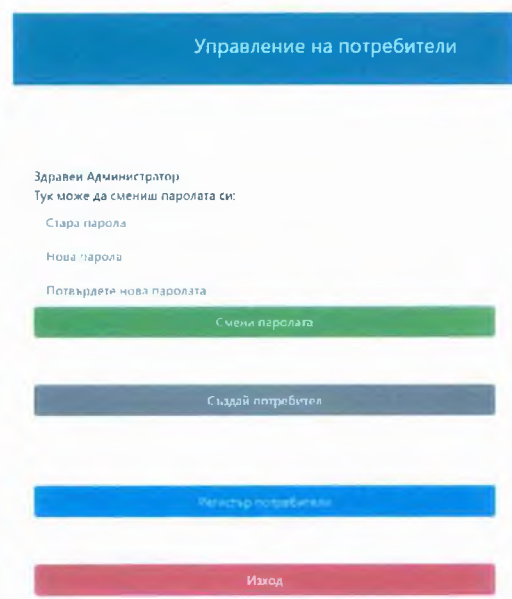 Управление на потребители
Здравей Администратор
Тук може да смениш паролата си:
Стара парола
Нова парола
Потвърдете нова паролата
Смени паролата
Създай потребител
Регистър потребители
Изход